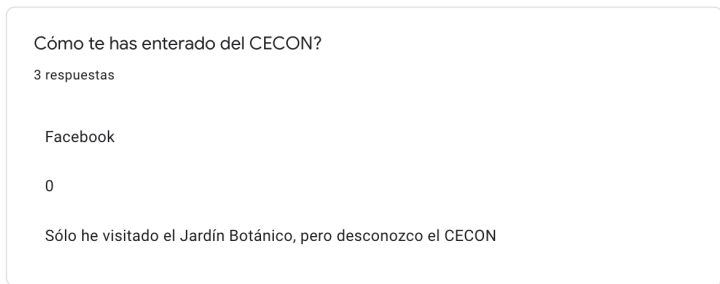 Cómo te has enterado del CECON?
3 respuestas
Facebook
0
Sólo he visitado el Jardín Botánico, pero desconozco el CECON